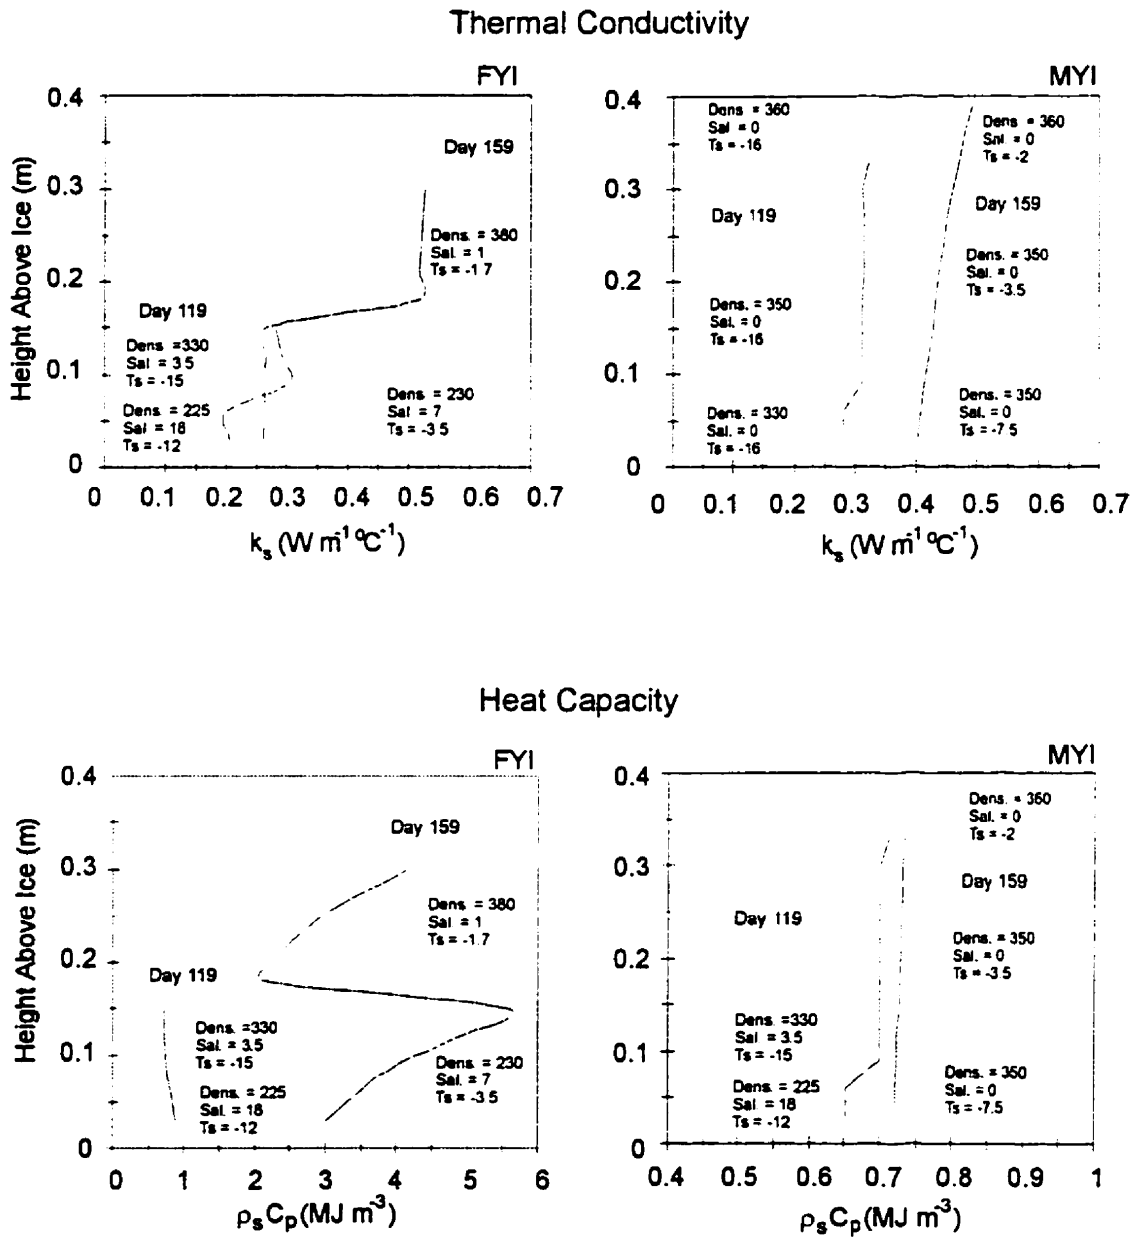 Thermal Conductivity
FYI
0.4
0.3
0.2
0.1
0
Height Above Ice (m)
Day 159
Dens. = 380
Sal. = 1
Ts = -1.7
Day 119
Dens =330
Sal = 3.5
Ts = -15
Dens. = 225
Sal = 18
Ts = -12
Dens. = 230
Sal = 7
Ts = -3.5
0 0.1 0.2 0.3 0.4 0.5 0.6 0.7
kₛ (W m⁻¹ ºC⁻¹)
MYI
0.4
0.3
0.2
0.1
0
Dens = 360
Sal = 0
Ts = -16
Dens = 360
Sal = 0
Ts = -2
Day 119
Day 159
Dens. = 350
Sal. = 0
Ts = -3.5
Dens. = 350
Sal. = 0
Ts = -16
Dens. = 350
Sal. = 0
Ts = -7.5
Dens = 330
Sal. = 0
Ts = -16
0 0.1 0.2 0.3 0.4 0.5 0.6 0.7
kₛ (W m⁻¹ ºC⁻¹)
Heat Capacity
FYI
0.4
0.3
0.2
0.1
0
Height Above Ice (m)
Day 159
Dens. = 380
Sal = 1
Ts = -1.7
Day 119
Dens. =330
Sal. = 3.5
Ts = -15
Dens. = 225
Sal. = 18
Ts = -12
Dens = 230
Sal. = 7
Ts = -3.5
0 1 2 3 4 5 6
ρₛCₚ(MJ m⁻³)
MYI
0.4
0.3
0.2
0.1
0
Dens. = 360
Sal. = 0
Ts = -2
Day 159
Day 119
Dens. = 350
Sal. = 0
Ts = -3.5
Dens. =330
Sal. = 3.5
Ts = -15
Dens. = 225
Sal. = 18
Ts = -12
Dens. = 350
Sal. = 0
Ts = -7.5
0.4 0.5 0.6 0.7 0.8 0.9 1
ρₛCₚ(MJ m⁻³)